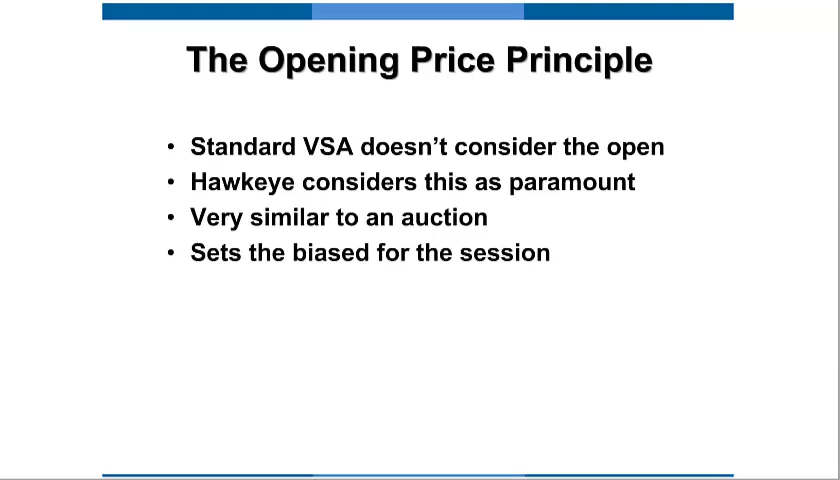 The Opening Price Principle
• Standard VSA doesn’t consider the open
• Hawkeye considers this as paramount
• Very similar to an auction
• Sets the biased for the session